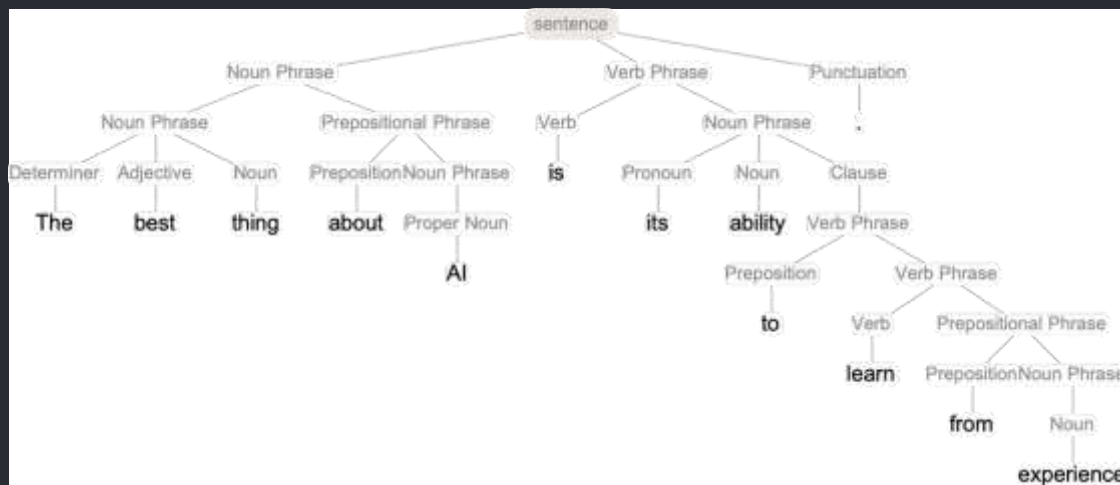 sentence
Noun Phrase Verb Phrase Punctuation
Noun Phrase Prepositional Phrase Verb Noun Phrase .
Determiner Adjective Noun Preposition Noun Phrase is Pronoun Noun Clause
The best thing about Proper Noun its ability Verb Phrase
AI Preposition Verb Phrase
to Verb Prepositional Phrase
learn Preposition Noun Phrase
from Noun
experience